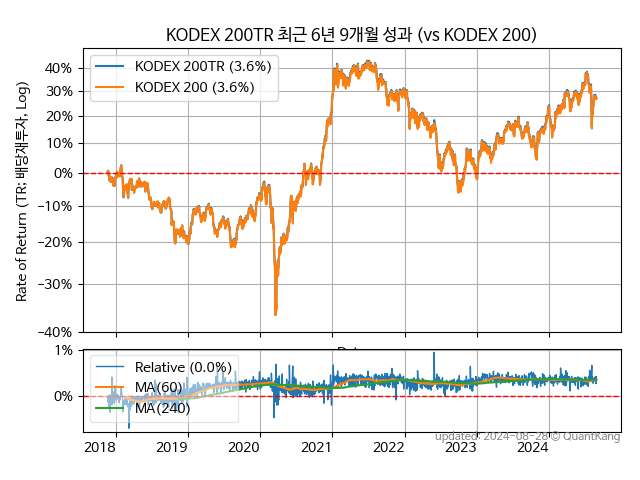 KODEX 200TR 최근 6년 9개월 성과 (vs KODEX 200)
KODEX 200TR (3.6%)
KODEX 200 (3.6%)
Rate of Return (TR: 배당재투자, Log)
40%
30%
20%
10%
0%
-10%
-20%
-30%
-40%
1%
0%
Relative (0.0%)
MA(60)
MA(240)
2018
2019
2020
2021
2022
2023
2024
updated: 2024-08-28 © QuantKang